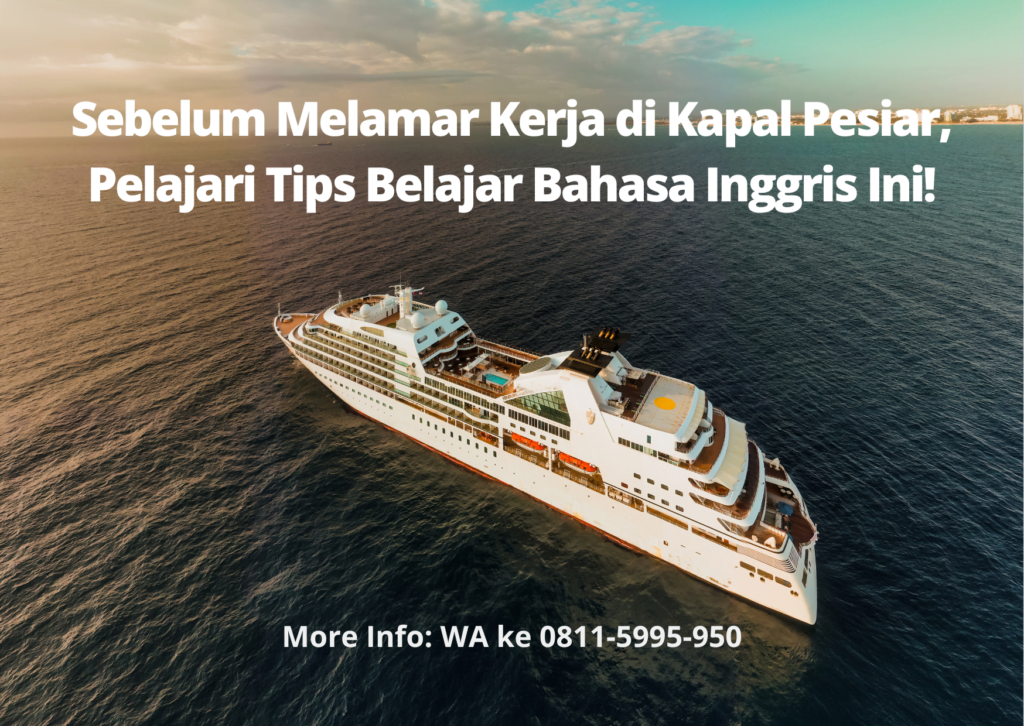 Sebelum Melamar Kerja di Kapal Pesiar,
Pelajari Tips Belajar Bahasa Inggris Ini!
More Info: WA ke 0811-5995-950